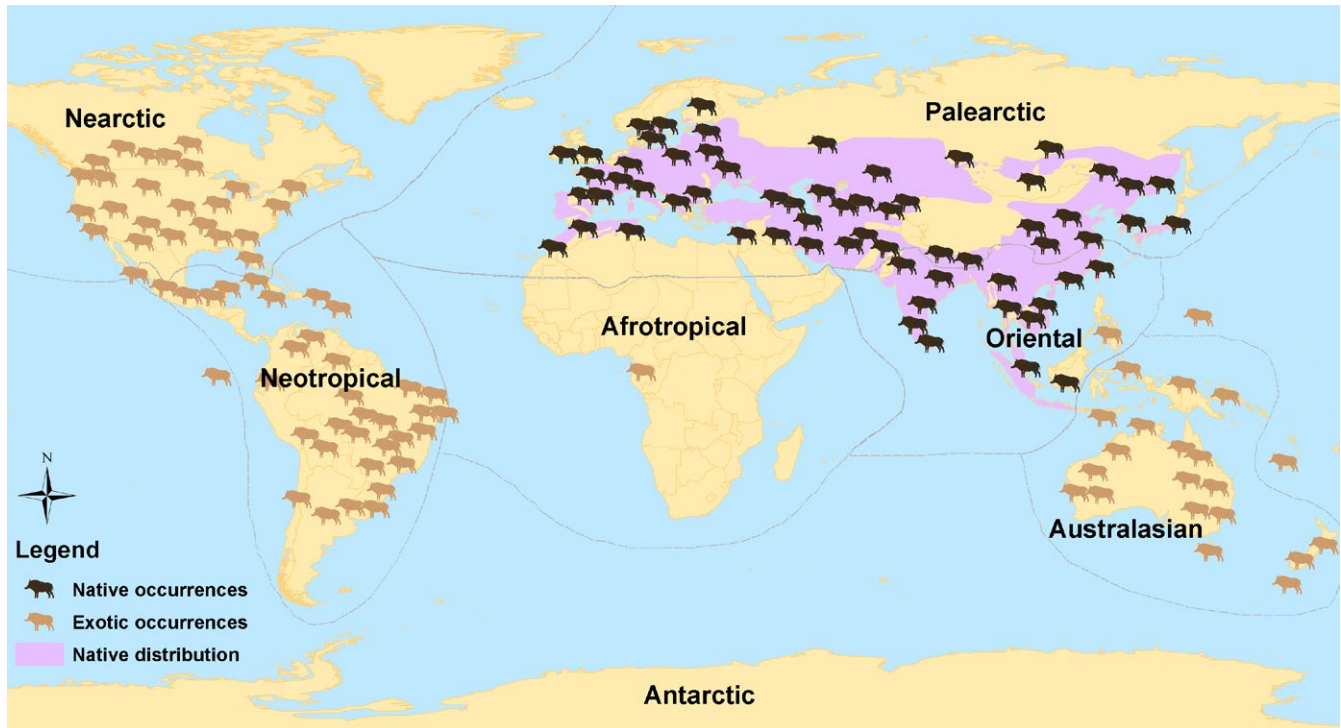 Nearctic
Palearctic
Afrotropical
Oriental
Neotropical
Australasian
N
Legend
Native occurrences
Exotic occurrences
Native distribution
Antarctic